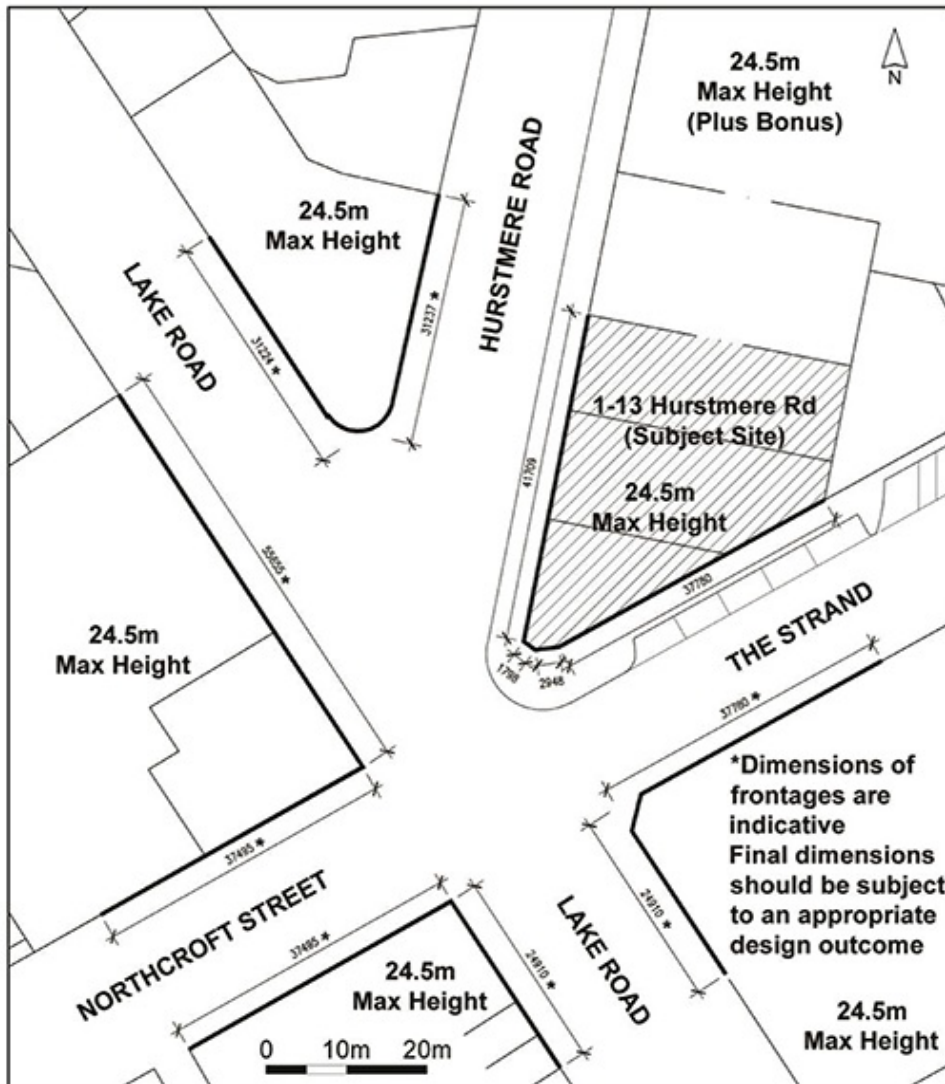 24.5m
Max Height
(Plus Bonus)
N
24.5m
Max Height
HURSTMERE ROAD
LAKE ROAD
31224 *
31237 *
1-13 Hurstmere Rd
(Subject Site)
24.5m
Max Height
41709
55655 *
37780
24.5m
Max Height
THE STRAND
1798
2948
37780 *
*Dimensions of
frontages are
indicative
Final dimensions
should be subject
to an appropriate
design outcome
37495 *
24910 *
NORTHCROFT STREET
37495 *
24910 *
LAKE ROAD
24.5m
Max Height
24.5m
Max Height
0 10m 20m